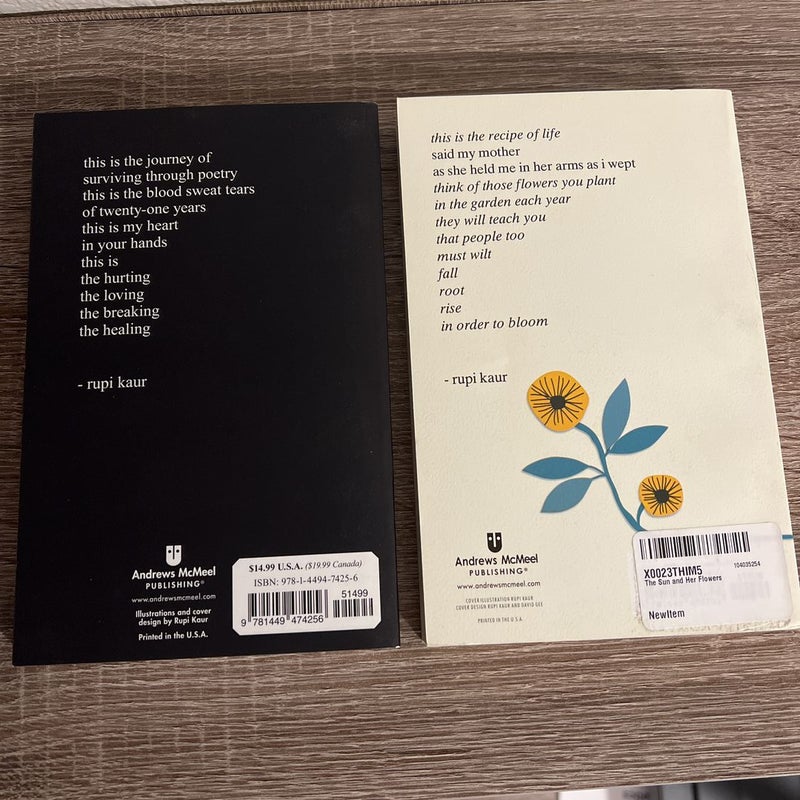 this is the journey of
surviving through poetry
this is the blood sweat tears
of twenty-one years
this is my heart
in your hands
this is
the hurting
the loving
the breaking
the healing
- rupi kaur
Andrews McMeel
PUBLISHING®
www.andrewsmcmeel.com
Illustrations and cover
design by Rupi Kaur
Printed in the U.S.A.
$14.99 U.S.A. ($19.99 Canada)
ISBN: 978-1-4494-7425-6
51499
9 781449 474256
this is the recipe of life
said my mother
as she held me in her arms as i wept
think of those flowers you plant
in the garden each year
they will teach you
that people too
must wilt
fall
root
rise
in order to bloom
- rupi kaur
Andrews McMeel
PUBLISHING®
www.andrewsmcmeel.com
COVER ILLUSTRATION RUPI KAUR
COVER DESIGN RUPI KAUR AND DAVID GEE
PRINTED IN THE U.S.A.
X0023THIM5
104035254
The Sun and Her Flowers
NewItem